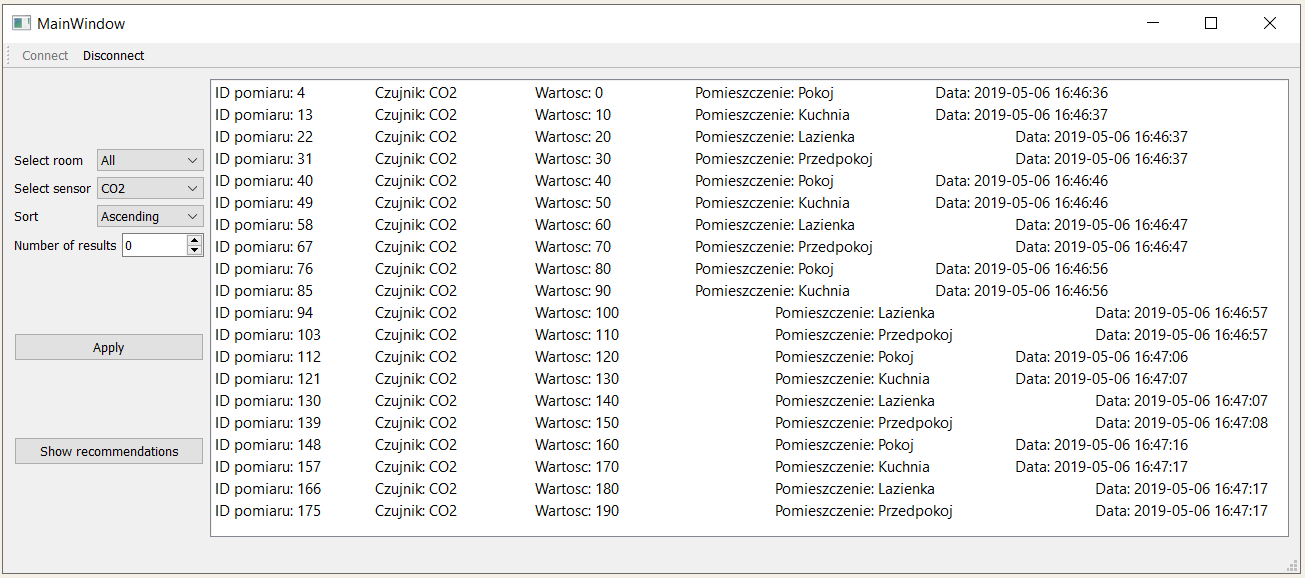 MainWindow
Connect Disconnect
Select room All
Select sensor CO2
Sort Ascending
Number of results 0
Apply
Show recommendations
ID pomiaru: 4 Czujnik: CO2 Wartosc: 0 Pomieszczenie: Pokoj Data: 2019-05-06 16:46:36
ID pomiaru: 13 Czujnik: CO2 Wartosc: 10 Pomieszczenie: Kuchnia Data: 2019-05-06 16:46:37
ID pomiaru: 22 Czujnik: CO2 Wartosc: 20 Pomieszczenie: Lazienka Data: 2019-05-06 16:46:37
ID pomiaru: 31 Czujnik: CO2 Wartosc: 30 Pomieszczenie: Przedpokoj Data: 2019-05-06 16:46:37
ID pomiaru: 40 Czujnik: CO2 Wartosc: 40 Pomieszczenie: Pokoj Data: 2019-05-06 16:46:46
ID pomiaru: 49 Czujnik: CO2 Wartosc: 50 Pomieszczenie: Kuchnia Data: 2019-05-06 16:46:46
ID pomiaru: 58 Czujnik: CO2 Wartosc: 60 Pomieszczenie: Lazienka Data: 2019-05-06 16:46:47
ID pomiaru: 67 Czujnik: CO2 Wartosc: 70 Pomieszczenie: Przedpokoj Data: 2019-05-06 16:46:47
ID pomiaru: 76 Czujnik: CO2 Wartosc: 80 Pomieszczenie: Pokoj Data: 2019-05-06 16:46:56
ID pomiaru: 85 Czujnik: CO2 Wartosc: 90 Pomieszczenie: Kuchnia Data: 2019-05-06 16:46:56
ID pomiaru: 94 Czujnik: CO2 Wartosc: 100 Pomieszczenie: Lazienka Data: 2019-05-06 16:46:57
ID pomiaru: 103 Czujnik: CO2 Wartosc: 110 Pomieszczenie: Przedpokoj Data: 2019-05-06 16:46:57
ID pomiaru: 112 Czujnik: CO2 Wartosc: 120 Pomieszczenie: Pokoj Data: 2019-05-06 16:47:06
ID pomiaru: 121 Czujnik: CO2 Wartosc: 130 Pomieszczenie: Kuchnia Data: 2019-05-06 16:47:07
ID pomiaru: 130 Czujnik: CO2 Wartosc: 140 Pomieszczenie: Lazienka Data: 2019-05-06 16:47:07
ID pomiaru: 139 Czujnik: CO2 Wartosc: 150 Pomieszczenie: Przedpokoj Data: 2019-05-06 16:47:08
ID pomiaru: 148 Czujnik: CO2 Wartosc: 160 Pomieszczenie: Pokoj Data: 2019-05-06 16:47:16
ID pomiaru: 157 Czujnik: CO2 Wartosc: 170 Pomieszczenie: Kuchnia Data: 2019-05-06 16:47:17
ID pomiaru: 166 Czujnik: CO2 Wartosc: 180 Pomieszczenie: Lazienka Data: 2019-05-06 16:47:17
ID pomiaru: 175 Czujnik: CO2 Wartosc: 190 Pomieszczenie: Przedpokoj Data: 2019-05-06 16:47:17